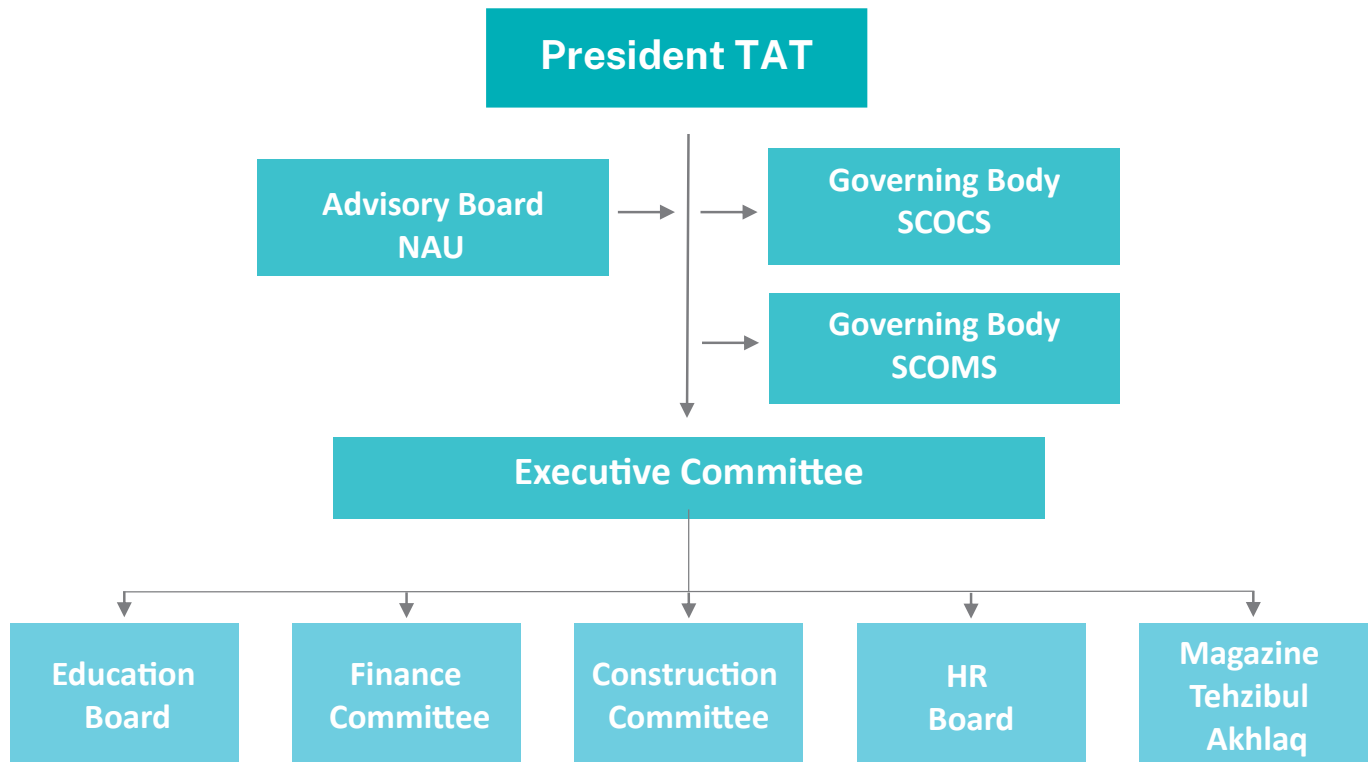 President TAT
Advisory Board
NAU
Governing Body
SCOCS
Governing Body
SCOMS
Executive Committee
Education
Board
Finance
Committee
Construction
Committee
HR
Board
Magazine
Tehzibul
Akhlaq